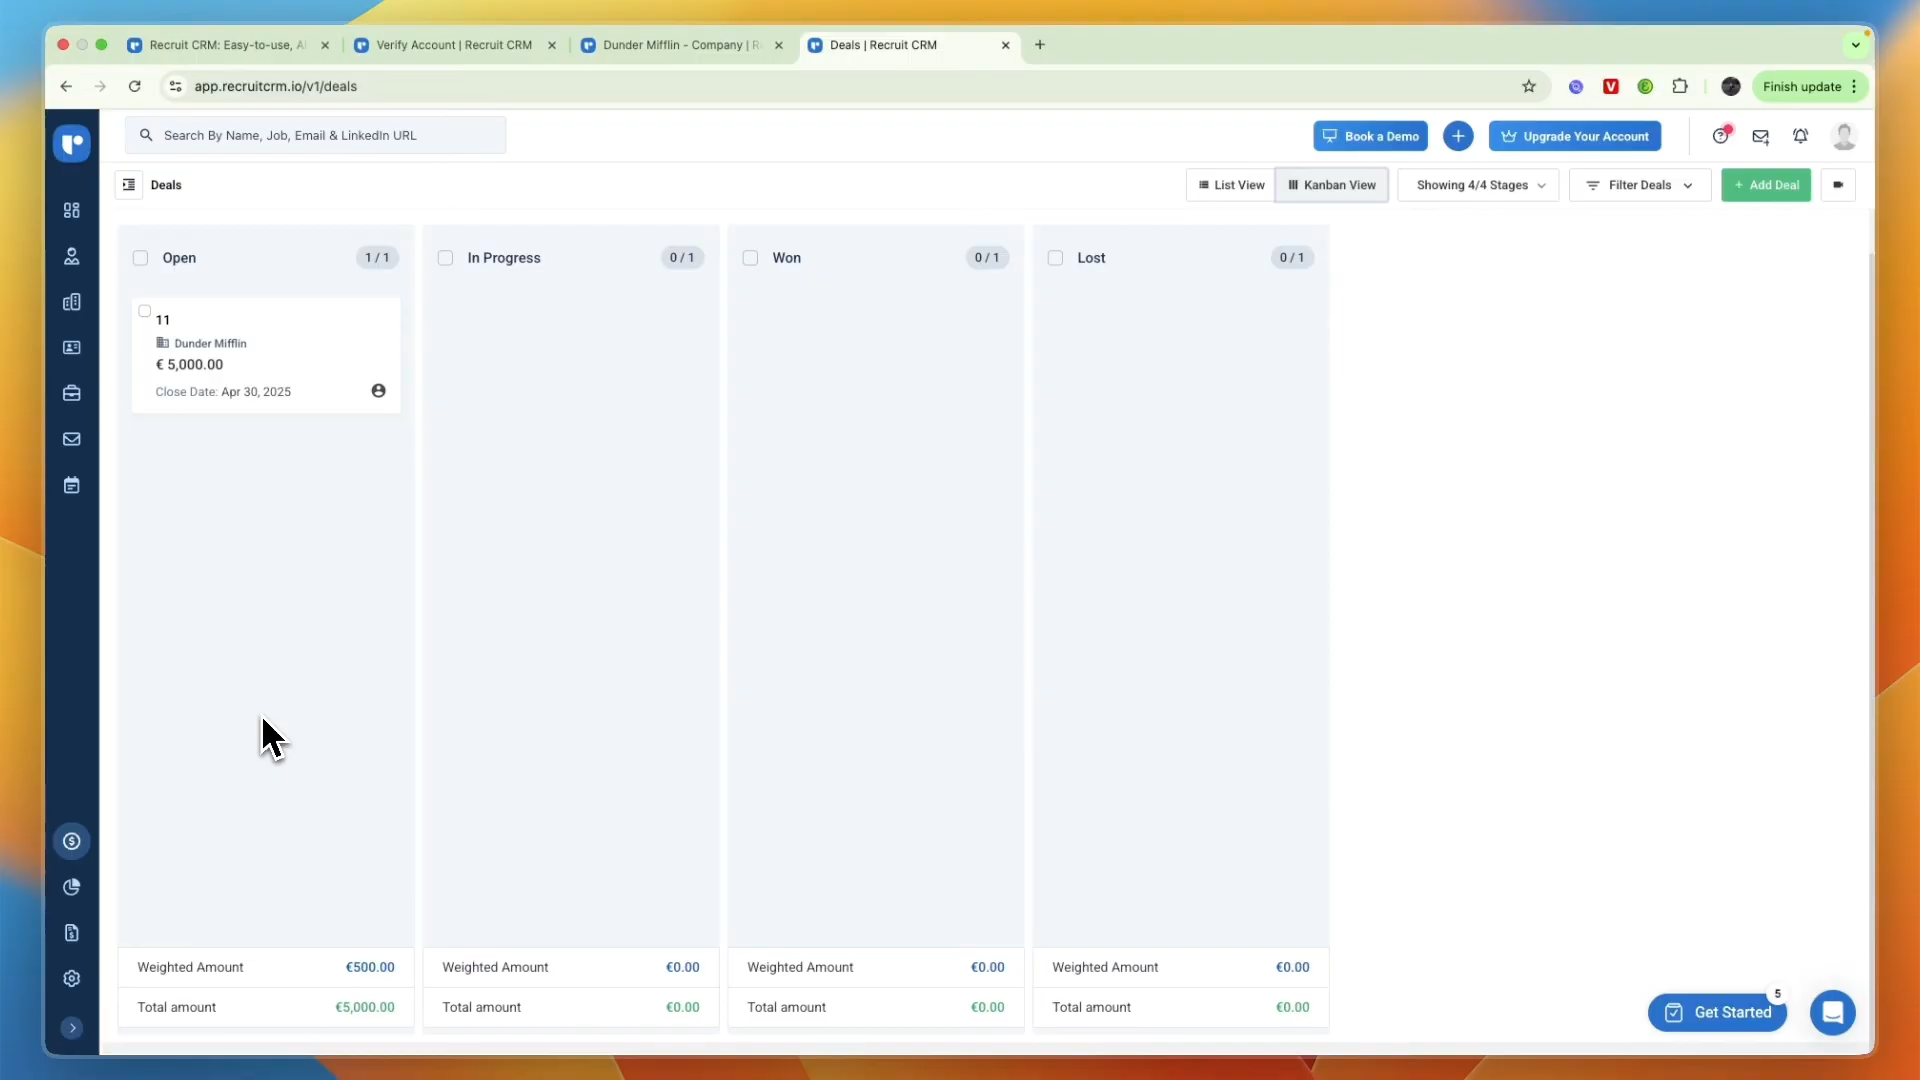 Recruit CRM: Easy-to-use, A
Verify Account | Recruit CRM
Dunder Mifflin - Company | R
Deals | Recruit CRM
app.recruitcrm.io/v1/deals
Finish update
Search By Name, Job, Email & LinkedIn URL
Book a Demo
Upgrade Your Account
Deals
List View
Kanban View
Showing 4/4 Stages
Filter Deals
+ Add Deal
Open
1 / 1
In Progress
0 / 1
Won
0 / 1
Lost
0 / 1
11
Dunder Mifflin
€ 5,000.00
Close Date: Apr 30, 2025
Weighted Amount €500.00
Weighted Amount €0.00
Weighted Amount €0.00
Weighted Amount €0.00
Total amount €5,000.00
Total amount €0.00
Total amount €0.00
Total amount €0.00
5
Get Started